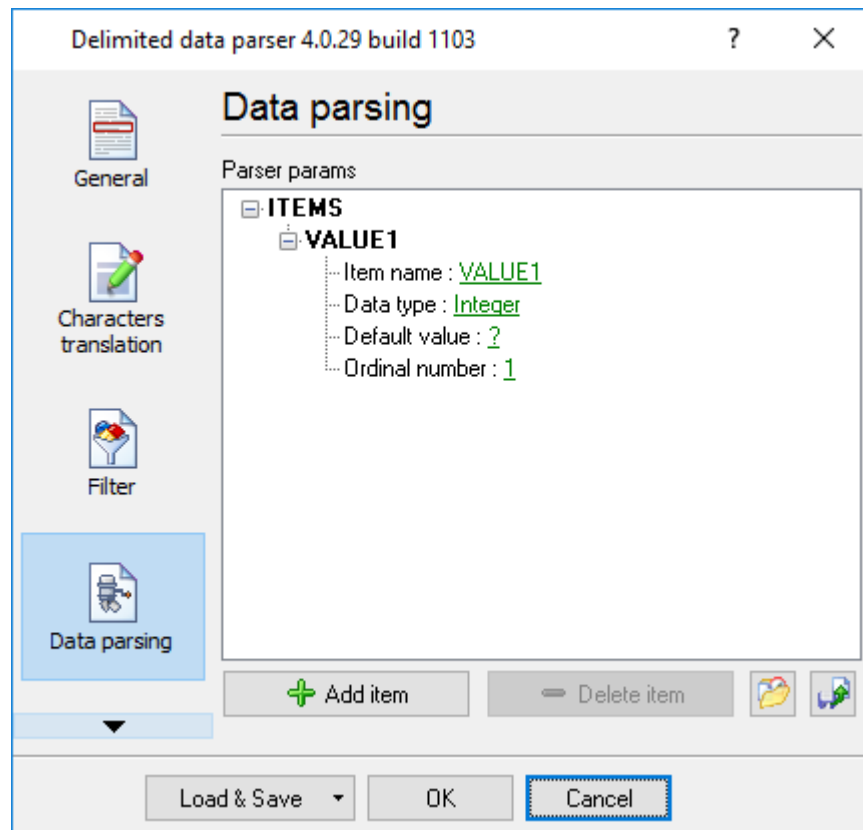 Delimited data parser 4.0.29 build 1103
?
General
Characters
translation
Filter
Data parsing
Data parsing
Parser params
ITEMS
VALUE1
Item name : VALUE1
Data type : Integer
Default value : ?
Ordinal number : 1
Add item
Delete item
Load & Save
OK
Cancel